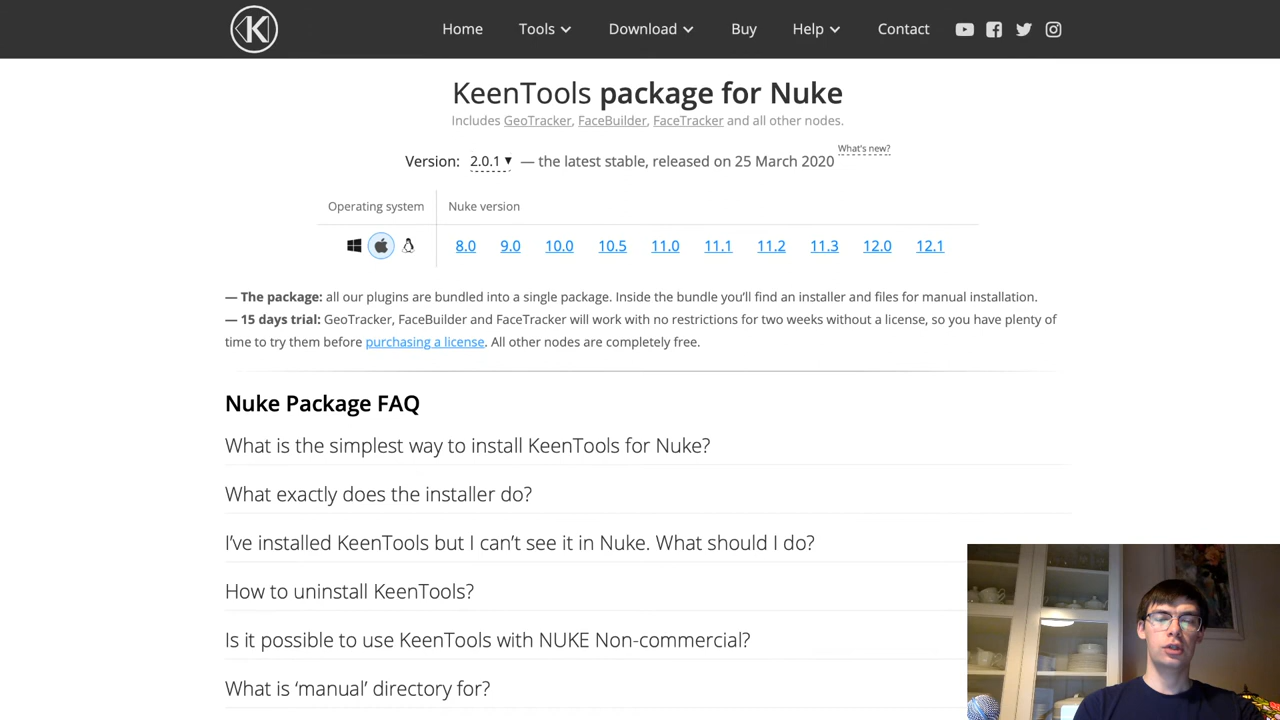 K
Home Tools Download Buy Help Contact
KeenTools package for Nuke
Includes GeoTracker, FaceBuilder, FaceTracker and all other nodes.
Version: 2.0.1 ▾ — the latest stable, released on 25 March 2020 What's new?
Operating system Nuke version
8.0 9.0 10.0 10.5 11.0 11.1 11.2 11.3 12.0 12.1
— The package: all our plugins are bundled into a single package. Inside the bundle you’ll find an installer and files for manual installation.
— 15 days trial: GeoTracker, FaceBuilder and FaceTracker will work with no restrictions for two weeks without a license, so you have plenty of
time to try them before purchasing a license. All other nodes are completely free.
Nuke Package FAQ
What is the simplest way to install KeenTools for Nuke?
What exactly does the installer do?
I’ve installed KeenTools but I can’t see it in Nuke. What should I do?
How to uninstall KeenTools?
Is it possible to use KeenTools with NUKE Non-commercial?
What is ‘manual’ directory for?